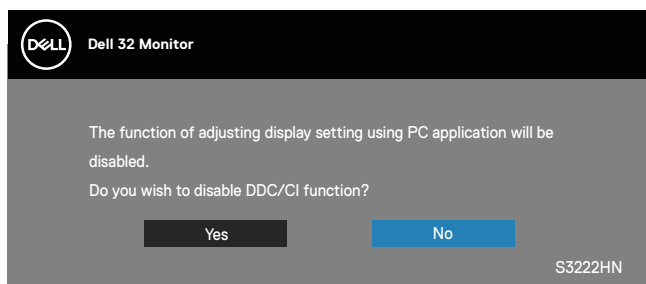 DELL
Dell 32 Monitor
The function of adjusting display setting using PC application will be
disabled.
Do you wish to disable DDC/CI function?
Yes
No
S3222HN